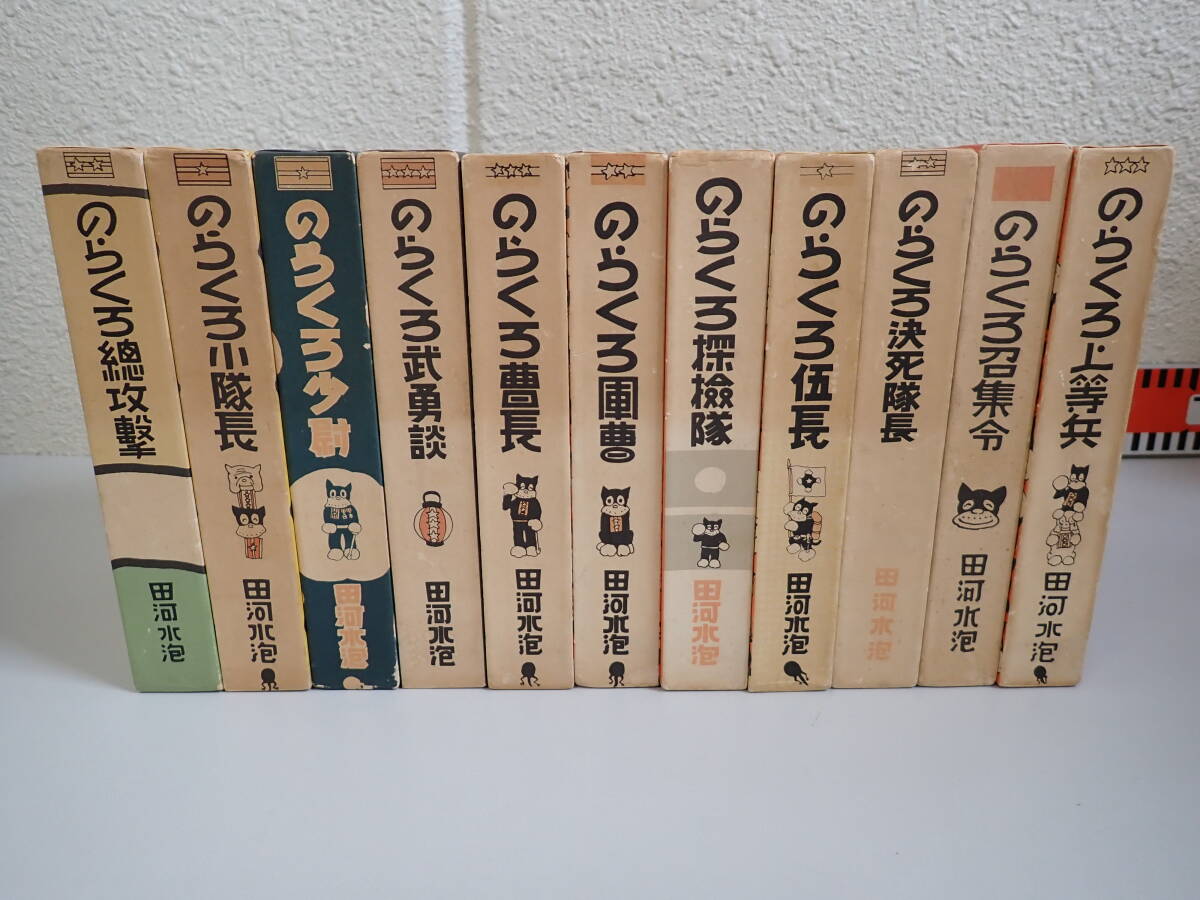 のらくろ總攻撃
田河水泡
のらくろ小隊長
田河水泡
のらくろ少尉
田河水泡
のらくろ武勇談
田河水泡
のらくろ曹長
田河水泡
のらくろ軍曹
田河水泡
のらくろ探檢隊
田河水泡
のらくろ伍長
田河水泡
のらくろ決死隊長
田河水泡
のらくろ召集令
田河水泡
のらくろ上等兵
田河水泡